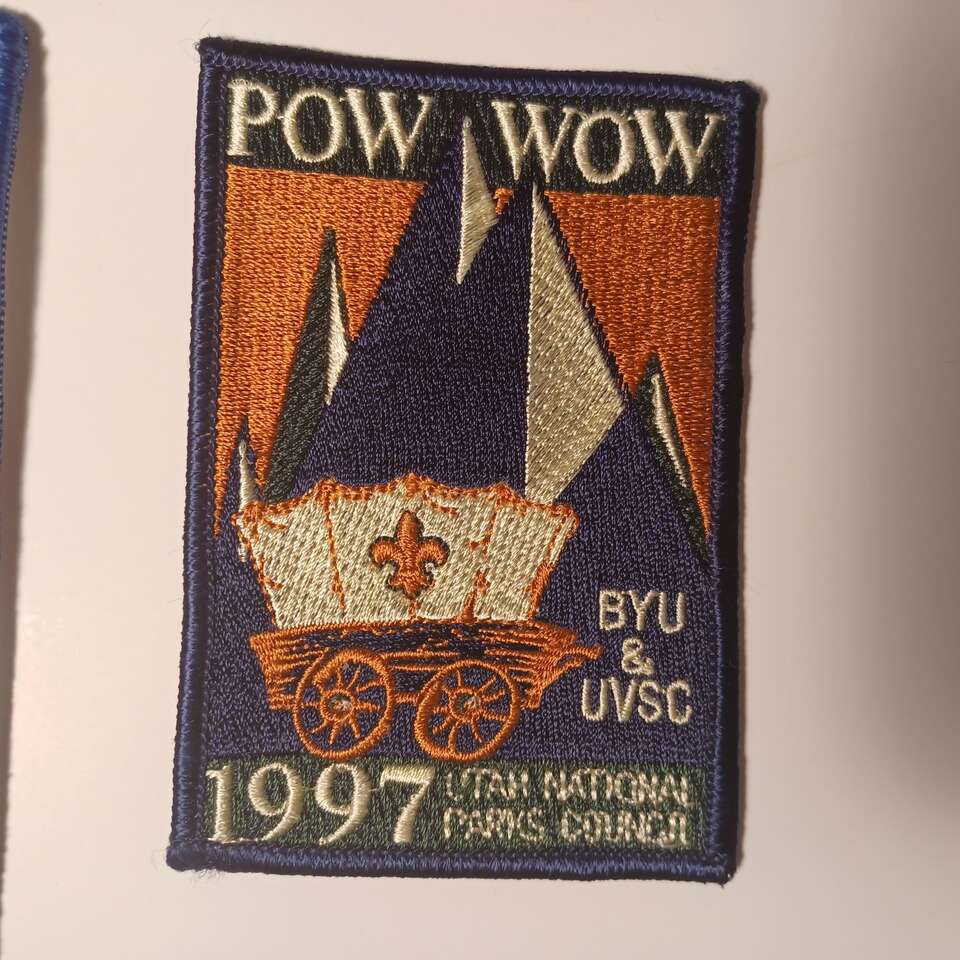 POW WOW
BYU
&
UVSC
1997
UTAH NATIONAL
PARKS COUNCIL